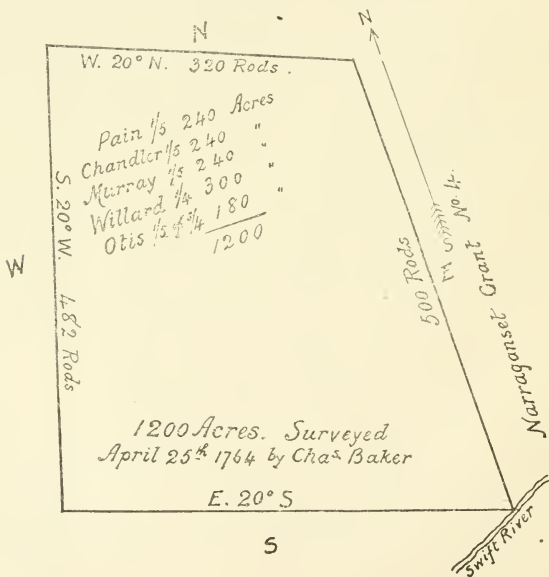 N
W. 20° N. 320 Rods.
N
Pain 1/5 240 Acres
Chandler 1/5 240 "
Murray 1/5 240 "
Willard 1/4 300 "
Otis 1/5 of 3/4 180 "
1200
W
S. 20° W. 482 Rods
500 Rods
E
Narraganset Grant No. 4.
1200 Acres. Surveyed
April 25th 1764 by Chas. Baker
E. 20° S
Swift River
S